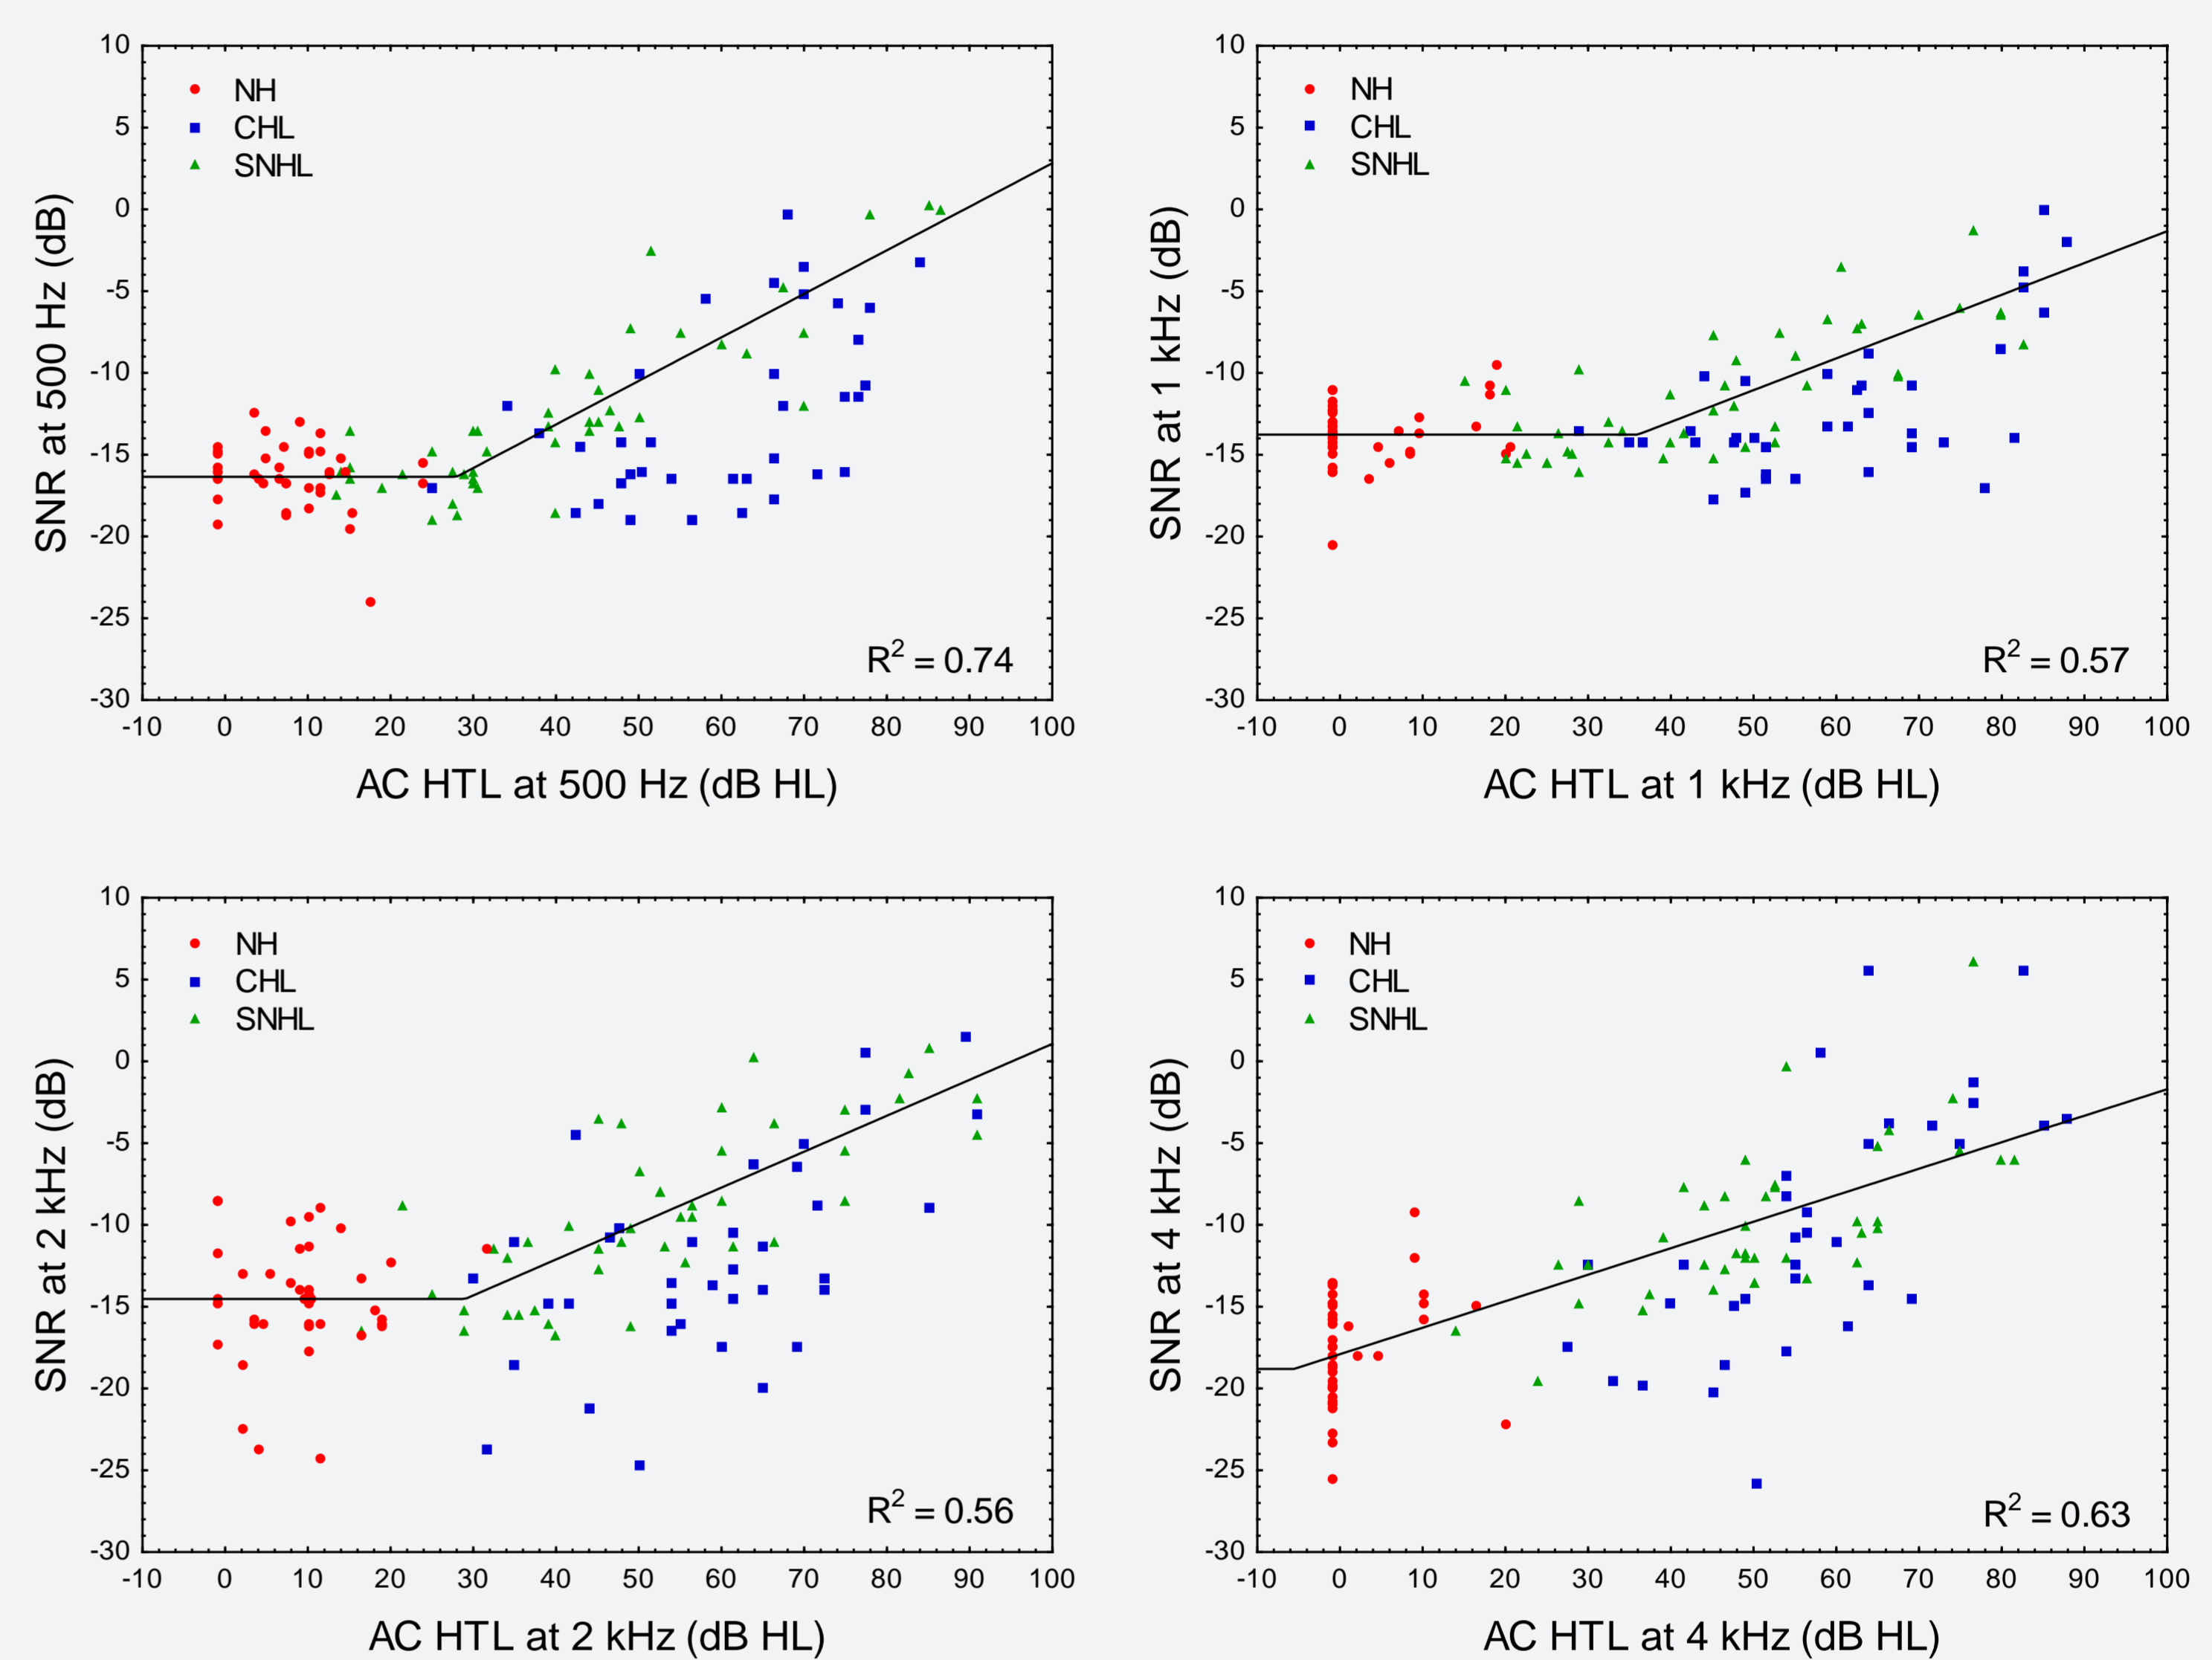 10
5
0
-5
-10
-15
-20
-25
-30
SNR at 500 Hz (dB)
NH
CHL
SNHL
R2 = 0.74
-10 0 10 20 30 40 50 60 70 80 90 100
AC HTL at 500 Hz (dB HL)
10
5
0
-5
-10
-15
-20
-25
-30
SNR at 1 kHz (dB)
NH
CHL
SNHL
R2 = 0.57
-10 0 10 20 30 40 50 60 70 80 90 100
AC HTL at 1 kHz (dB HL)
10
5
0
-5
-10
-15
-20
-25
-30
SNR at 2 kHz (dB)
NH
CHL
SNHL
R2 = 0.56
-10 0 10 20 30 40 50 60 70 80 90 100
AC HTL at 2 kHz (dB HL)
10
5
0
-5
-10
-15
-20
-25
-30
SNR at 4 kHz (dB)
NH
CHL
SNHL
R2 = 0.63
-10 0 10 20 30 40 50 60 70 80 90 100
AC HTL at 4 kHz (dB HL)